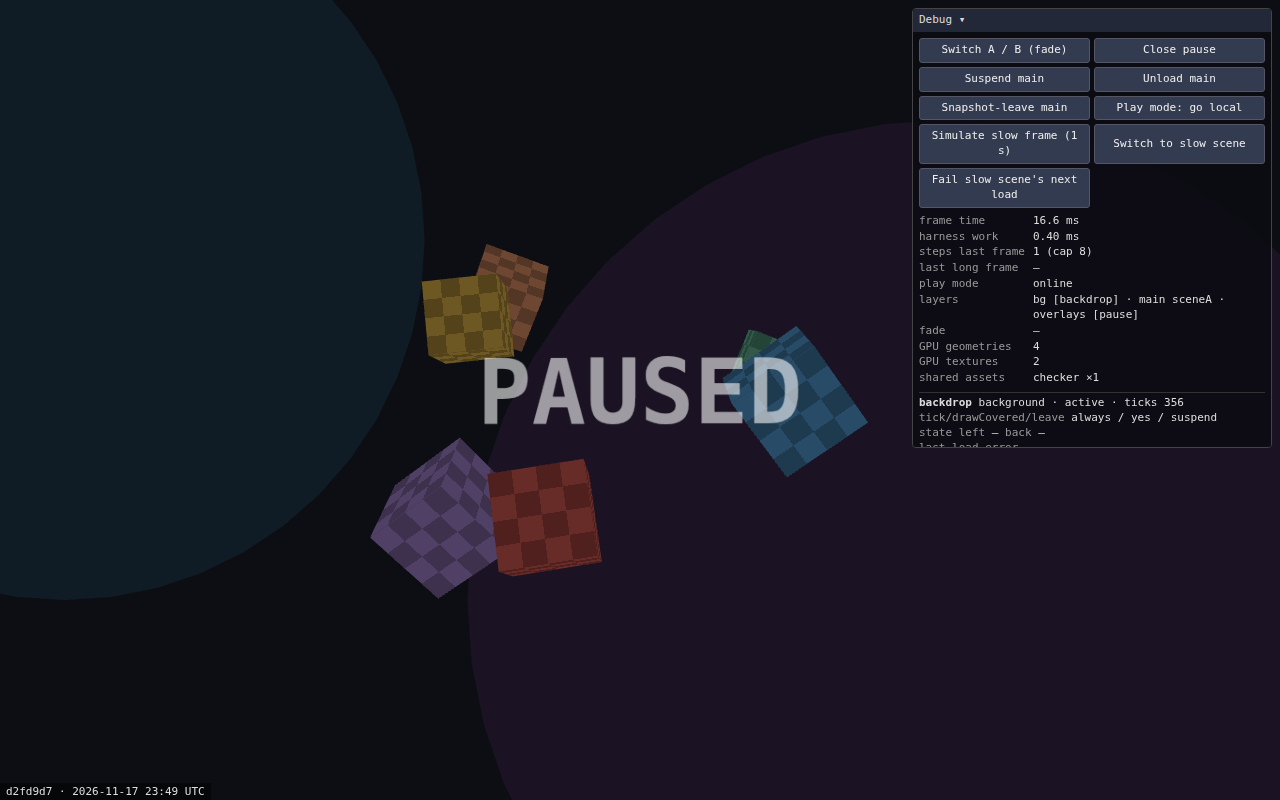 Debug ▾
Switch A / B (fade)
Close pause
Suspend main
Unload main
Snapshot-leave main
Play mode: go local
Simulate slow frame (1
s)
Switch to slow scene
Fail slow scene's next
load
frame time 16.6 ms
harness work 0.40 ms
steps last frame 1 (cap 8)
last long frame —
play mode online
layers bg [backdrop] · main sceneA ·
overlays [pause]
fade —
GPU geometries 4
GPU textures 2
shared assets checker ×1
backdrop background · active · ticks 356
tick/drawCovered/leave always / yes / suspend
state left — back —
PAUSED
d2fd9d7 · 2026-11-17 23:49 UTC